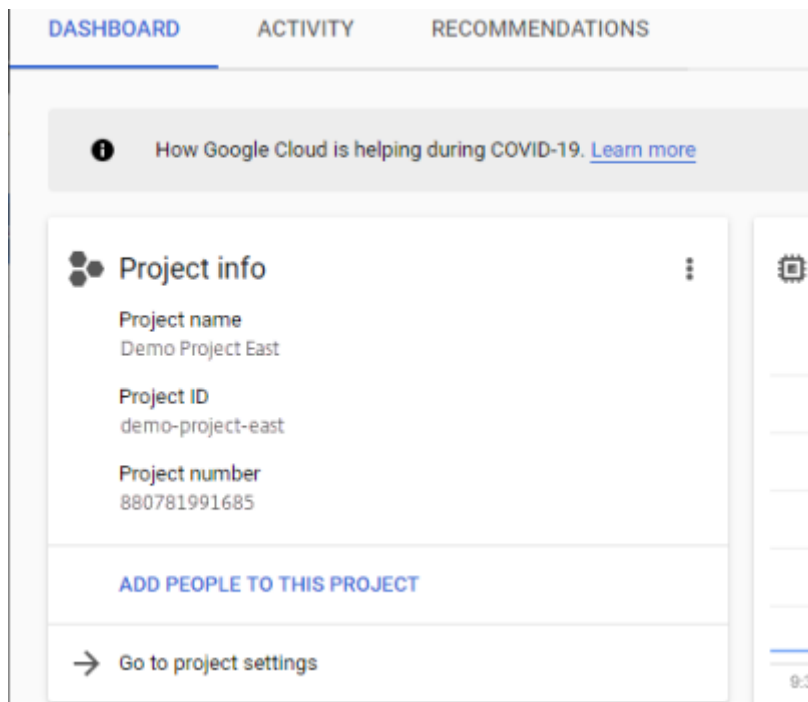 DASHBOARD ACTIVITY RECOMMENDATIONS
How Google Cloud is helping during COVID-19. Learn more
Project info
Project name
Demo Project East
Project ID
demo-project-east
Project number
880781991685
ADD PEOPLE TO THIS PROJECT
Go to project settings